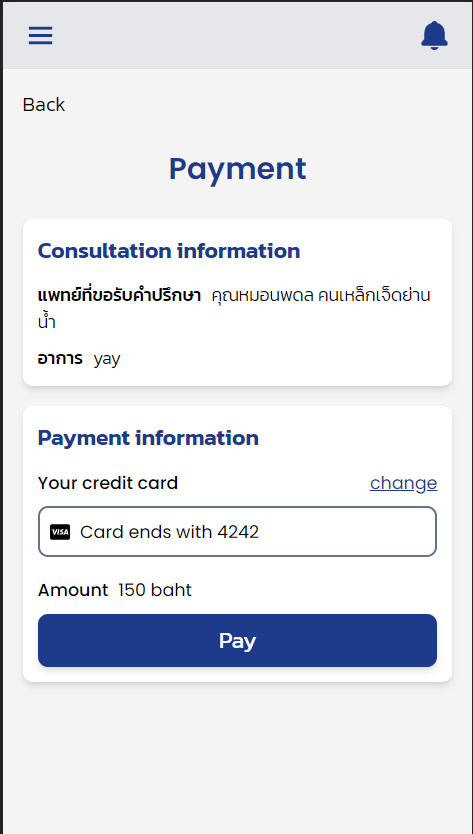 Back
Payment
Consultation information
แพทย์ที่ขอรับคำปรึกษา คุณหมอนพดล คนเหล็กเจ็ดย่าน
น้ำ
อาการ yay
Payment information
Your credit card change
VISA Card ends with 4242
Amount 150 baht
Pay